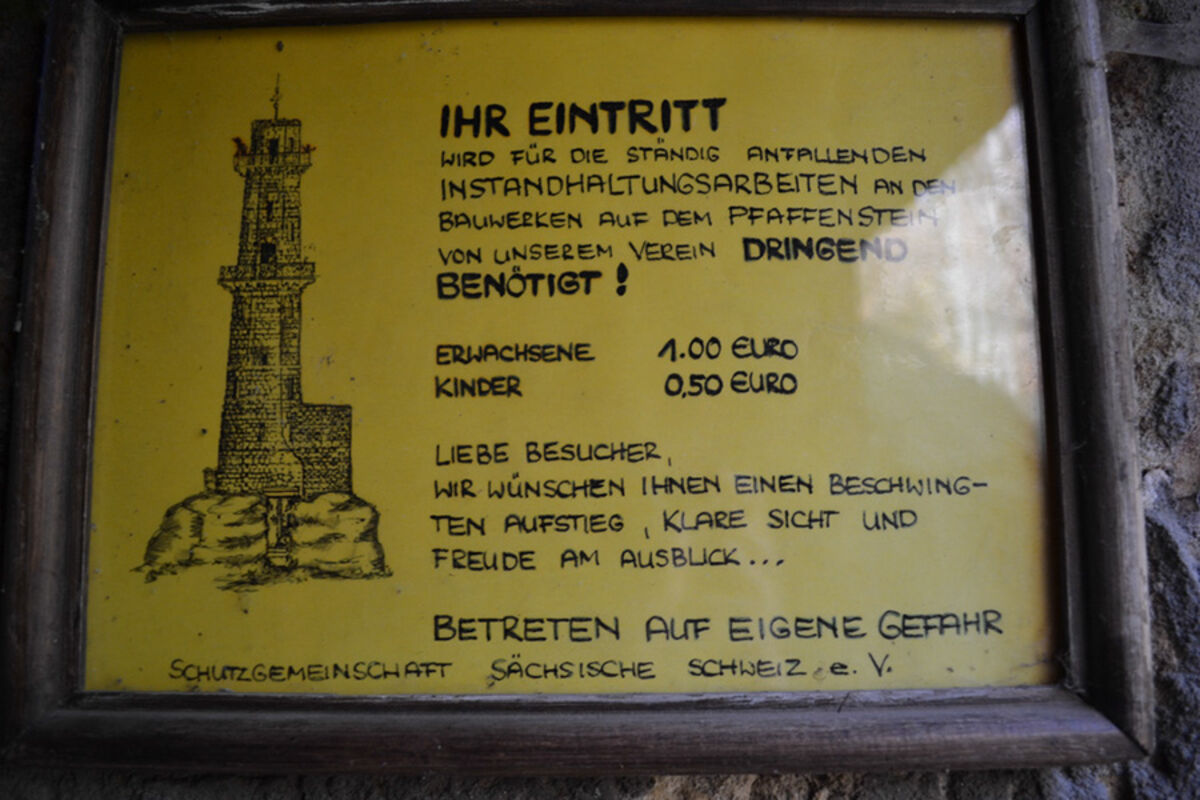 IHR EINTRITT
WIRD FÜR DIE STÄNDIG ANFALLENDEN
INSTANDHALTUNGSARBEITEN AN DEN
BAUWERKEN AUF DEM PFAFFENSTEIN
VON UNSEREM VEREIN DRINGEND
BENÖTIGT!
ERWACHSENE 1.00 EURO
KINDER 0,50 EURO
LIEBE BESUCHER,
WIR WÜNSCHEN IHNEN EINEN BESCHWING-
TEN AUFSTIEG, KLARE SICHT UND
FREUDE AM AUSBLICK...
BETRETEN AUF EIGENE GEFAHR
SCHUTZGEMEINSCHAFT SÄCHSISCHE SCHWEIZ e. V.